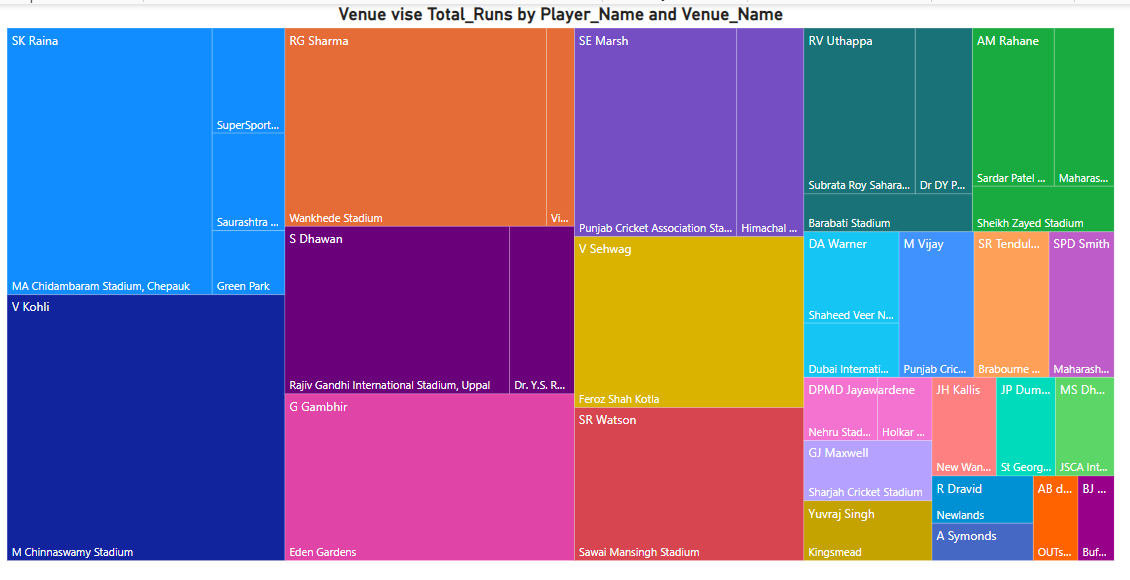 Venue vise Total_Runs by Player_Name and Venue_Name
SK Raina
SuperSport...
Saurashtra ...
MA Chidambaram Stadium, Chepauk
Green Park
V Kohli
M Chinnaswamy Stadium
RG Sharma
Wankhede Stadium
Vi...
S Dhawan
Rajiv Gandhi International Stadium, Uppal
Dr. Y.S. R...
G Gambhir
Eden Gardens
SE Marsh
Punjab Cricket Association Sta...
Himachal ...
V Sehwag
Feroz Shah Kotla
SR Watson
Sawai Mansingh Stadium
RV Uthappa
Subrata Roy Sahara...
Dr DY P...
Barabati Stadium
AM Rahane
Sardar Patel ...
Maharas...
Sheikh Zayed Stadium
DA Warner
Shaheed Veer N...
Dubai Internati...
M Vijay
Punjab Cric...
SR Tendul...
Brabourne ...
SPD Smith
Maharash...
DPMD Jayawardene
Nehru Stad...
Holkar ...
GJ Maxwell
Sharjah Cricket Stadium
Yuvraj Singh
Kingsmead
JH Kallis
New Wan...
JP Dum...
St Georg...
MS Dh...
JSCA Int...
R Dravid
Newlands
A Symonds
AB d...
OUTs...
BJ ...
Buf...